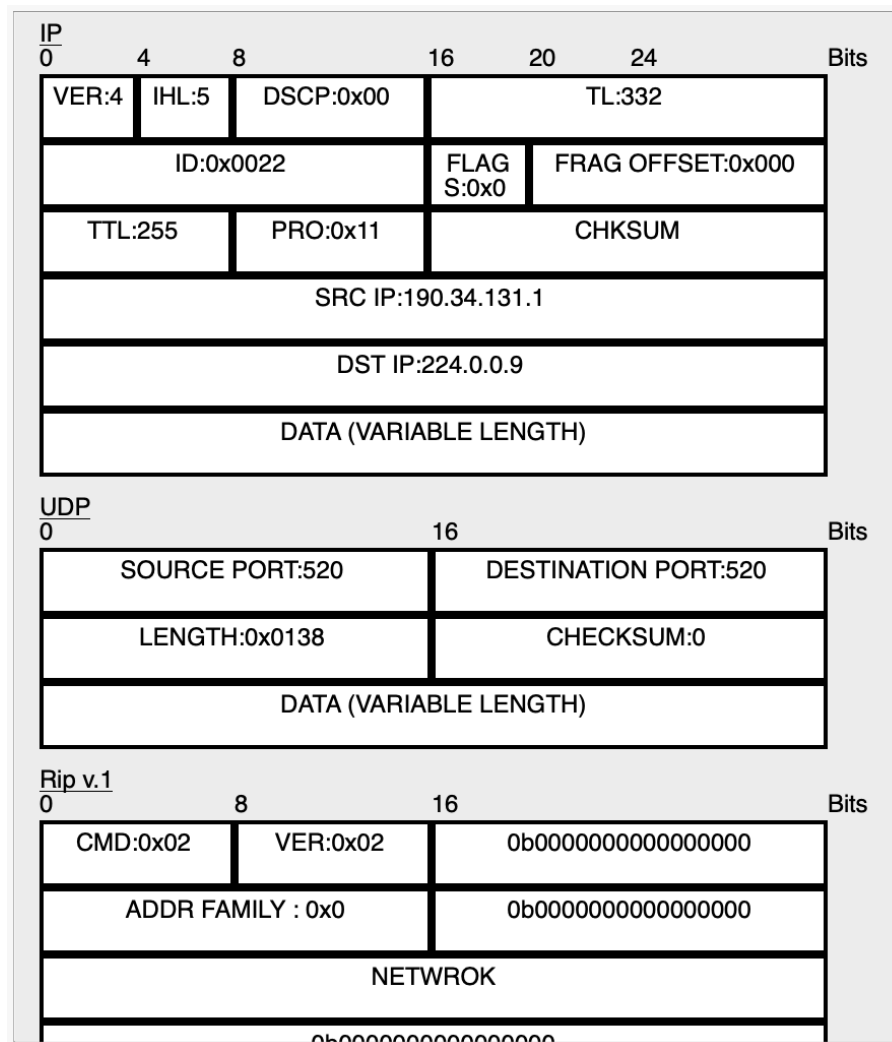 IP
0 4 8 16 20 24 Bits
VER:4 IHL:5 DSCP:0x00 TL:332
ID:0x0022 FLAG S:0x0 FRAG OFFSET:0x000
TTL:255 PRO:0x11 CHKSUM
SRC IP:190.34.131.1
DST IP:224.0.0.9
DATA (VARIABLE LENGTH)
UDP
0 16 Bits
SOURCE PORT:520 DESTINATION PORT:520
LENGTH:0x0138 CHECKSUM:0
DATA (VARIABLE LENGTH)
Rip v.1
0 8 16 Bits
CMD:0x02 VER:0x02 0b0000000000000000
ADDR FAMILY : 0x0 0b0000000000000000
NETWROK
0b0000000000000000